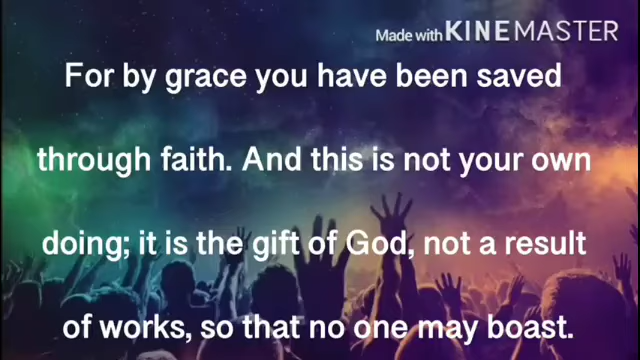 Made with KINEMASTER
For by grace you have been saved
through faith. And this is not your own
doing; it is the gift of God, not a result
of works, so that no one may boast.